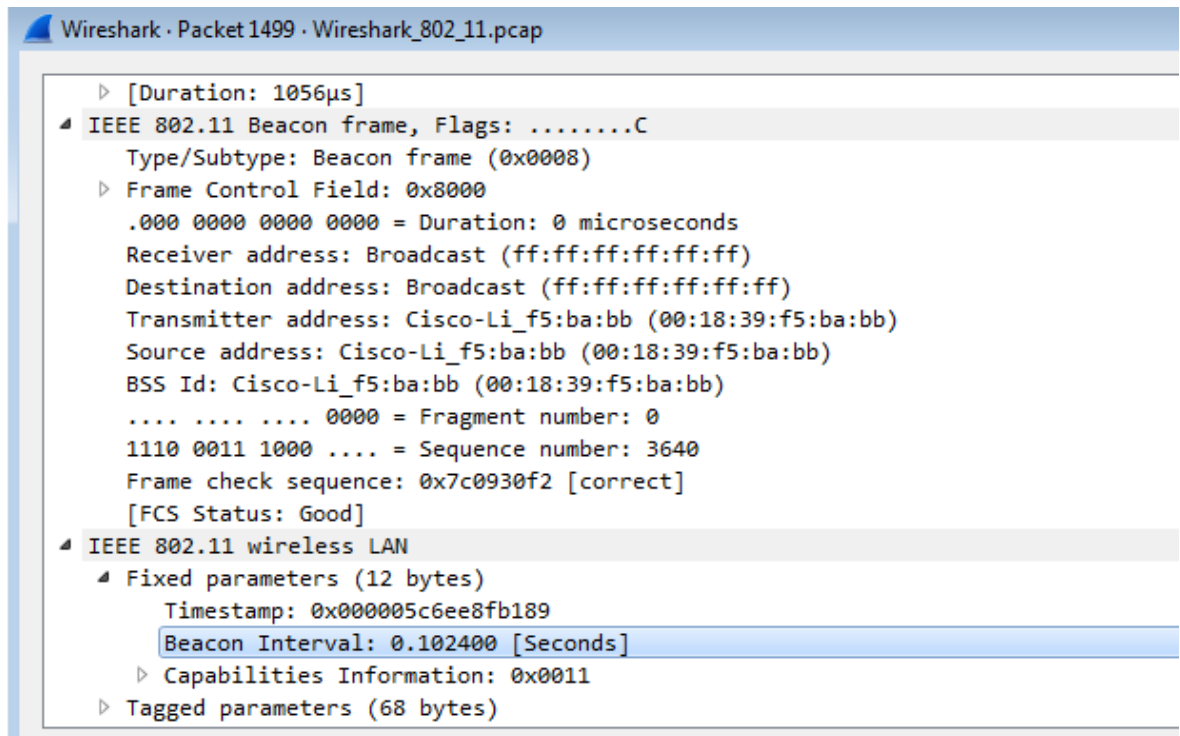 Wireshark · Packet 1499 · Wireshark_802_11.pcap
[Duration: 1056µs]
IEEE 802.11 Beacon frame, Flags: ........C
Type/Subtype: Beacon frame (0x0008)
Frame Control Field: 0x8000
.000 0000 0000 0000 = Duration: 0 microseconds
Receiver address: Broadcast (ff:ff:ff:ff:ff:ff)
Destination address: Broadcast (ff:ff:ff:ff:ff:ff)
Transmitter address: Cisco-Li_f5:ba:bb (00:18:39:f5:ba:bb)
Source address: Cisco-Li_f5:ba:bb (00:18:39:f5:ba:bb)
BSS Id: Cisco-Li_f5:ba:bb (00:18:39:f5:ba:bb)
.... .... .... 0000 = Fragment number: 0
1110 0011 1000 .... = Sequence number: 3640
Frame check sequence: 0x7c0930f2 [correct]
[FCS Status: Good]
IEEE 802.11 wireless LAN
Fixed parameters (12 bytes)
Timestamp: 0x000005c6ee8fb189
Beacon Interval: 0.102400 [Seconds]
Capabilities Information: 0x0011
Tagged parameters (68 bytes)